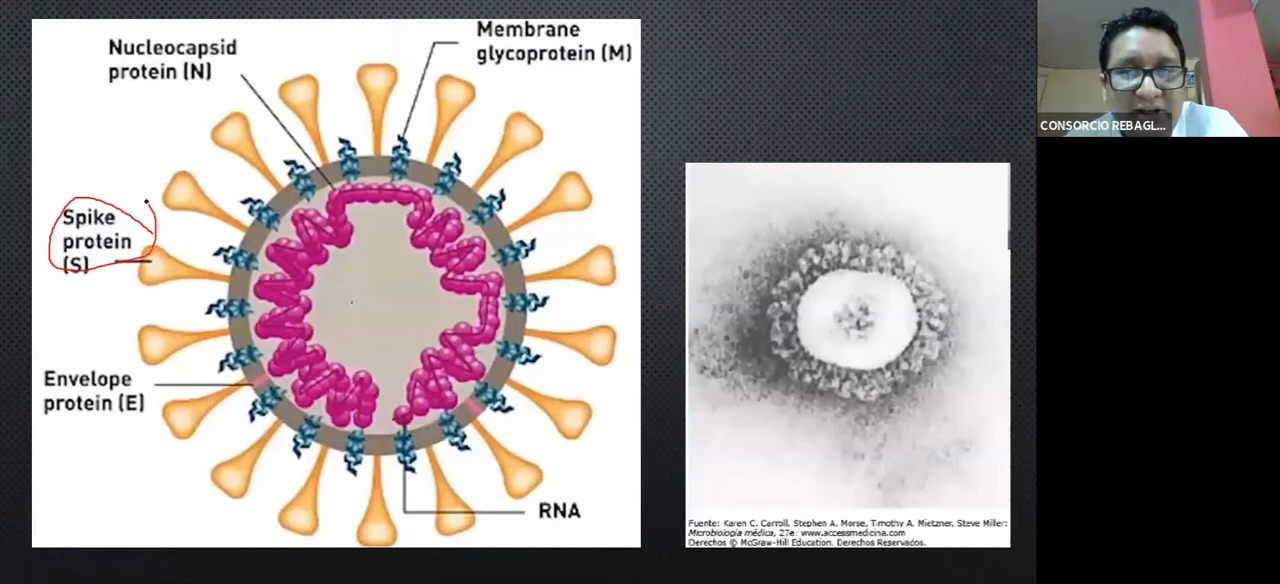 Nucleocapsid
protein (N)
Membrane
glycoprotein (M)
Spike
protein
(S)
Envelope
protein (E)
RNA
Fuente: Karen C. Carroll, Stephen A. Morse, Timothy A. Mietzner, Steve Miller:
Microbiología médica, 27e: www.accessmedicina.com
Derechos © McGraw-Hill Education. Derechos Reservados.
CONSORCIO REBAGL...